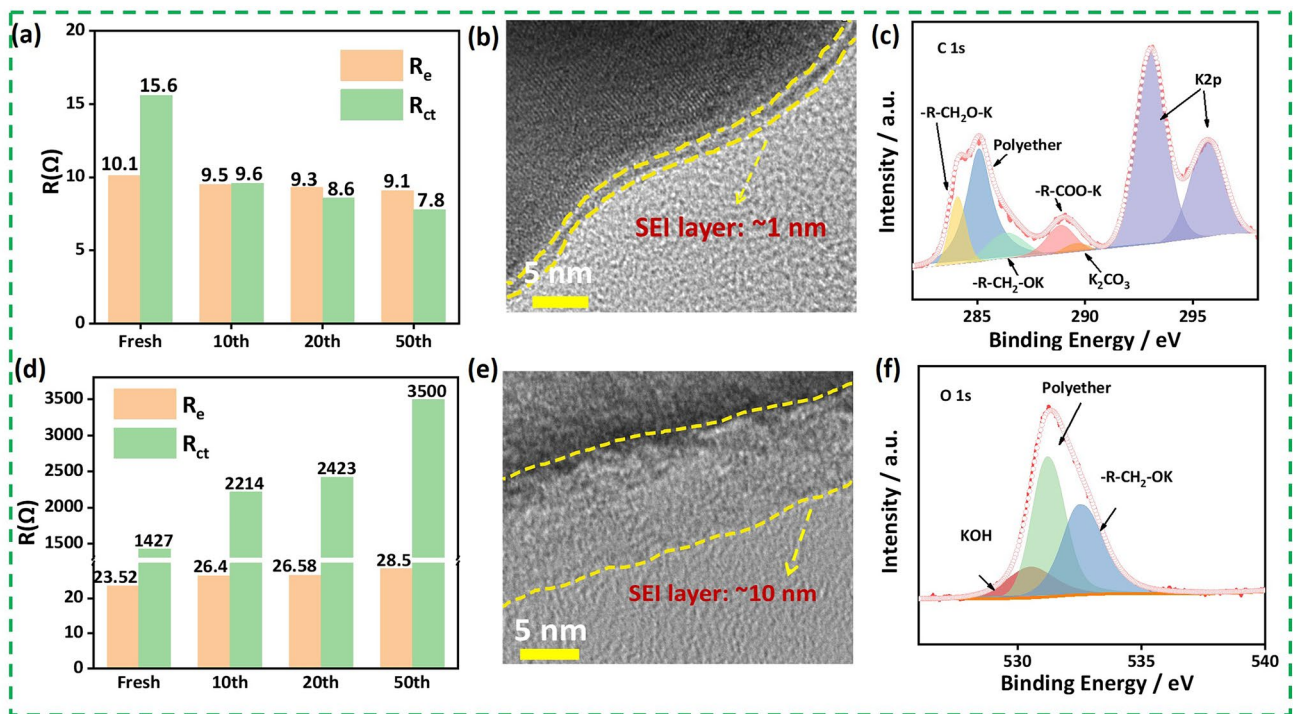 (a)
20
15
10
5
0
R(Ω)
Re
Rct
10.1
15.6
9.5
9.6
9.3
8.6
9.1
7.8
Fresh
10th
20th
50th
(b)
SEI layer: ~1 nm
5 nm
(c)
C 1s
Intensity / a.u.
-R-CH2O-K
Polyether
-R-COO-K
K2p
-R-CH2-OK
K2CO3
285
290
295
Binding Energy / eV
(d)
3500
3000
2500
2000
1500
20
10
0
R(Ω)
Re
Rct
23.52
1427
26.4
2214
26.58
2423
28.5
3500
Fresh
10th
20th
50th
(e)
SEI layer: ~10 nm
5 nm
(f)
O 1s
Intensity / a.u.
Polyether
-R-CH2-OK
KOH
530
535
540
Binding Energy / eV